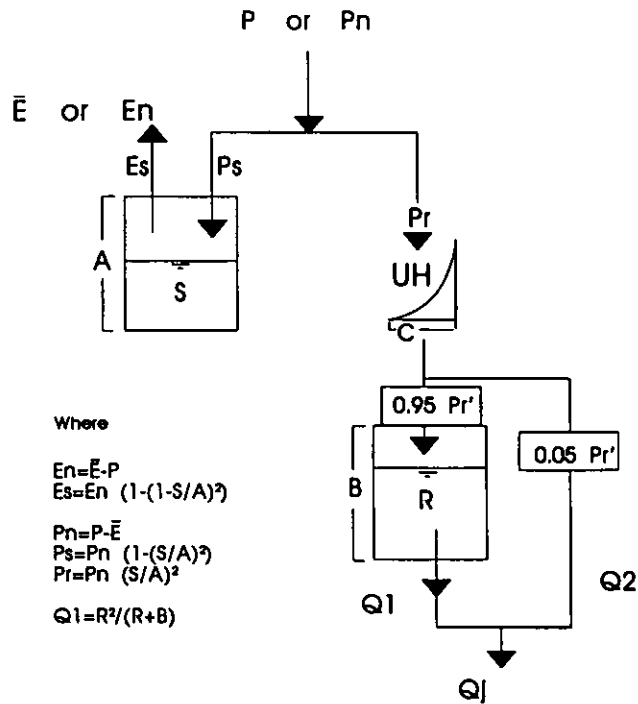 P or Pn
Ē or En
Es
Ps
Pr
A
S
UH
C
0.95 Pr'
0.05 Pr'
B
R
Q1
Q2
Qj
Where
En=Ē-P
Es=En (1-(1-S/A)²)
Pn=P-Ē
Ps=Pn (1-(S/A)²)
Pr=Pn (S/A)²
Q1=R²/(R+B)